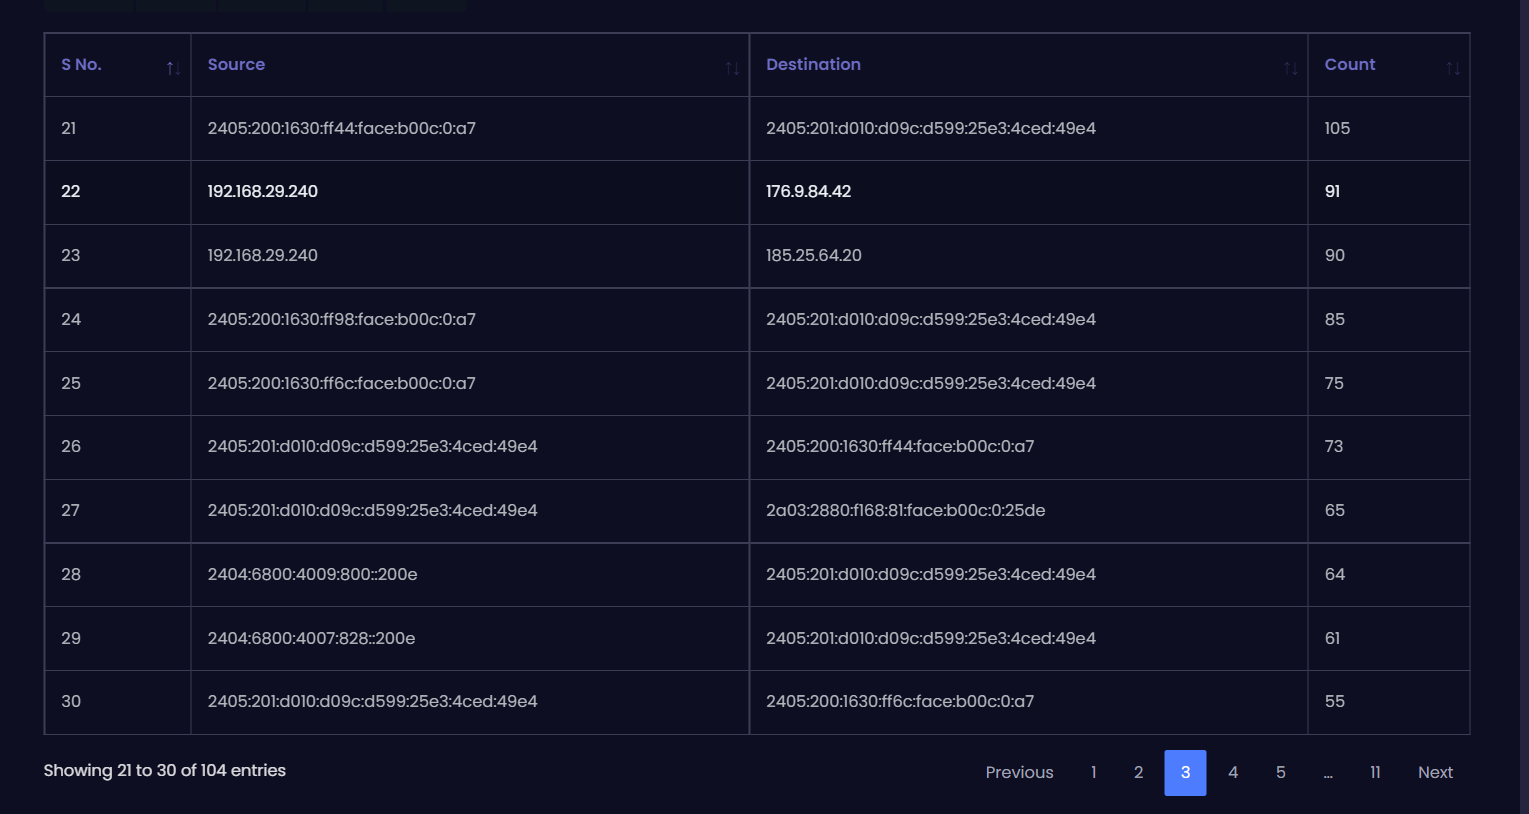 S No. Source Destination Count
21 2405:200:1630:ff44:face:b00c:0:a7 2405:201:d010:d09c:d599:25e3:4ced:49e4 105
22 192.168.29.240 176.9.84.42 91
23 192.168.29.240 185.25.64.20 90
24 2405:200:1630:ff98:face:b00c:0:a7 2405:201:d010:d09c:d599:25e3:4ced:49e4 85
25 2405:200:1630:ff6c:face:b00c:0:a7 2405:201:d010:d09c:d599:25e3:4ced:49e4 75
26 2405:201:d010:d09c:d599:25e3:4ced:49e4 2405:200:1630:ff44:face:b00c:0:a7 73
27 2405:201:d010:d09c:d599:25e3:4ced:49e4 2a03:2880:f168:81:face:b00c:0:25de 65
28 2404:6800:4009:800::200e 2405:201:d010:d09c:d599:25e3:4ced:49e4 64
29 2404:6800:4007:828::200e 2405:201:d010:d09c:d599:25e3:4ced:49e4 61
30 2405:201:d010:d09c:d599:25e3:4ced:49e4 2405:200:1630:ff6c:face:b00c:0:a7 55
Showing 21 to 30 of 104 entries Previous 1 2 3 4 5 ... 11 Next